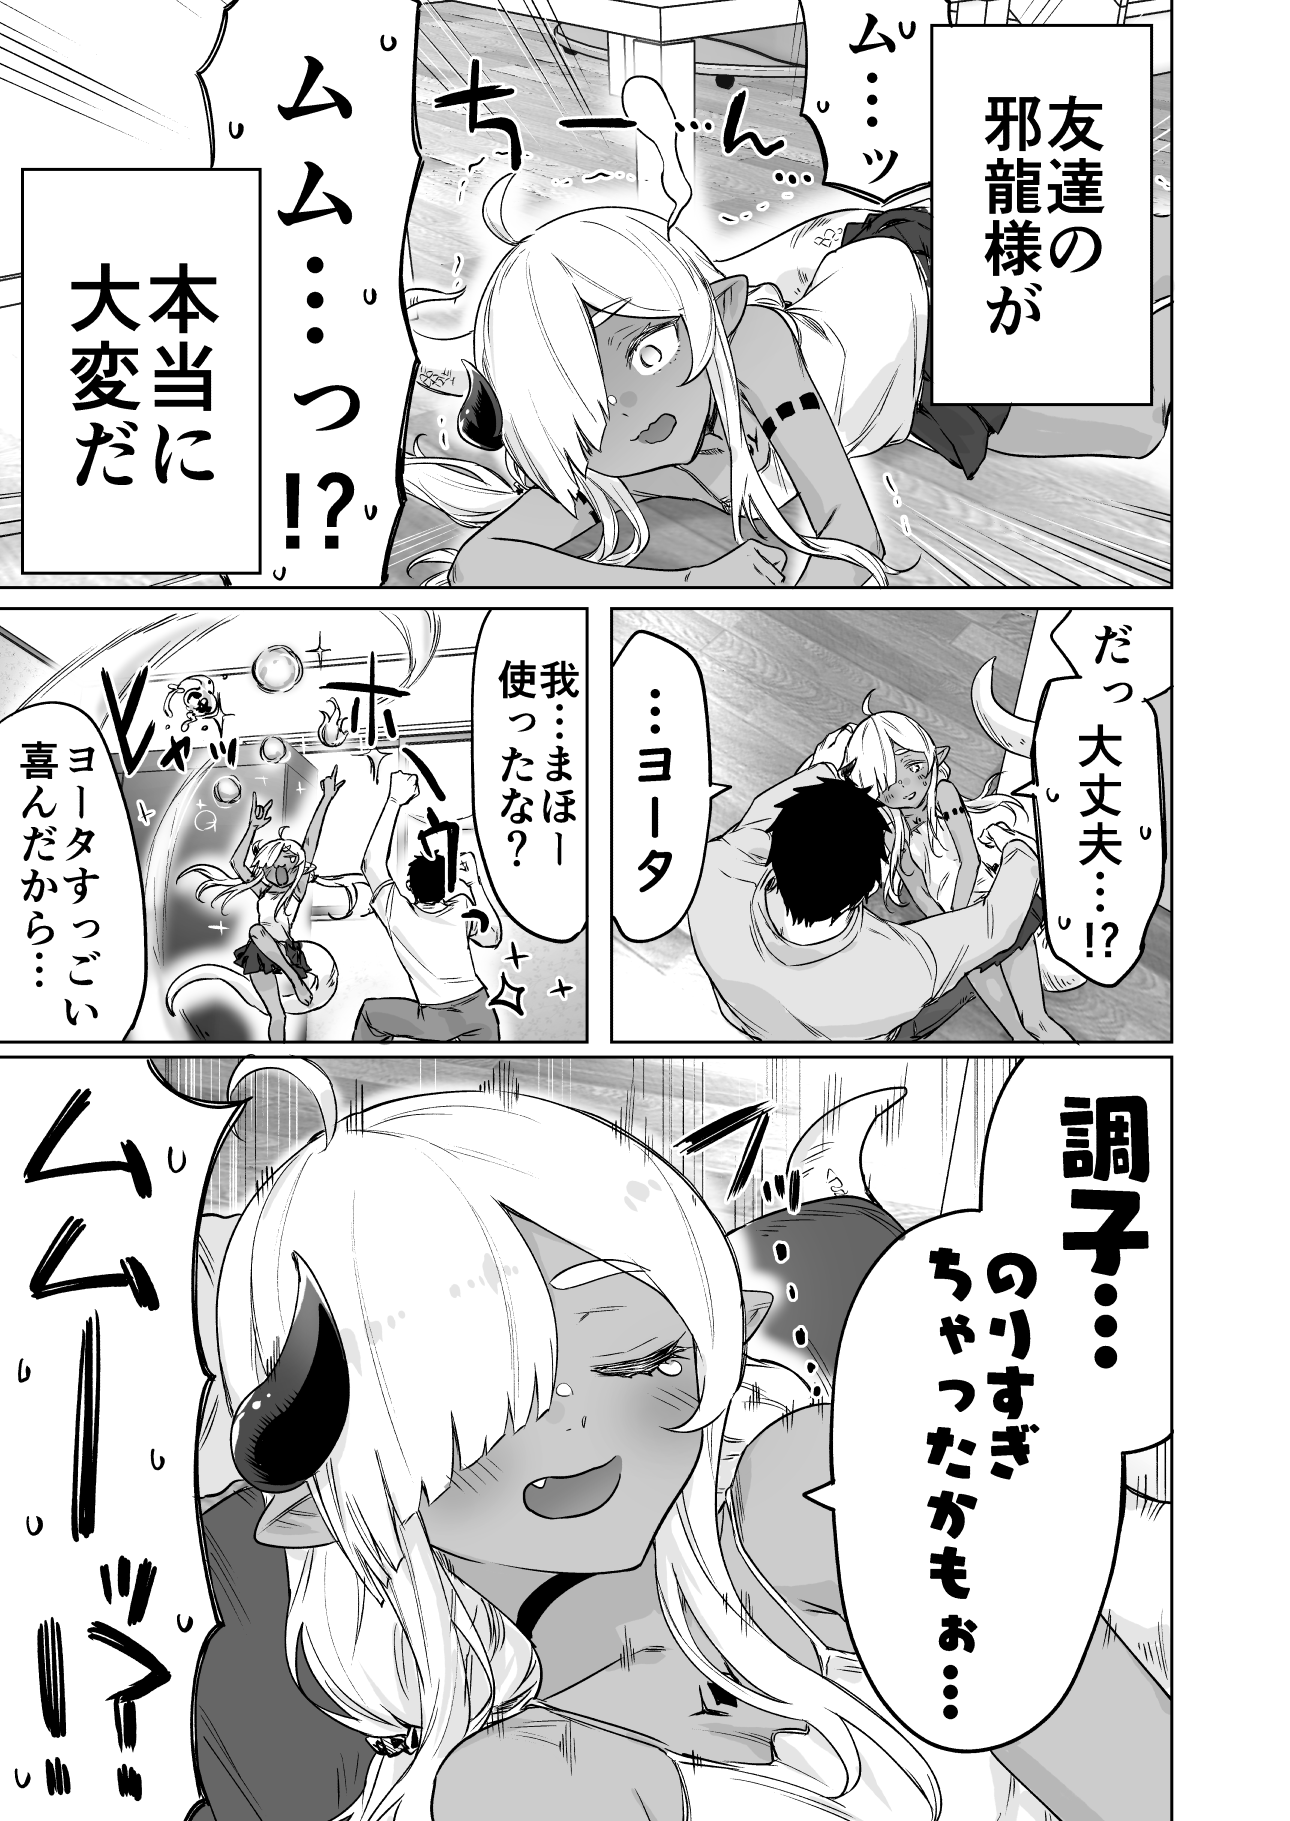 友達の
邪龍様が
ム…ッ
ちーん
ムム…っ!?
本当に
大変だ
だっ
大丈夫…!?
…ヨータ
我…まほー
使ったな?
ホ
ウ
っ
ビャッ
ヨータすっごい
喜んだから…
調子…
のりすぎ
ちゃったかもぉ…
ムムーッ!?